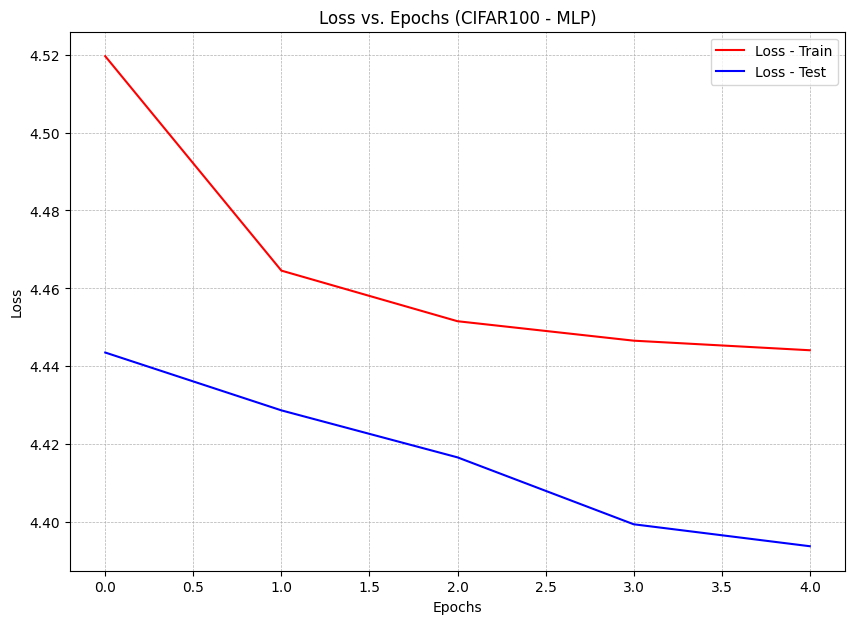 Loss vs. Epochs (CIFAR100 - MLP)
Loss - Train
Loss - Test
4.52
4.50
4.48
4.46
4.44
4.42
4.40
Loss
0.0 0.5 1.0 1.5 2.0 2.5 3.0 3.5 4.0
Epochs